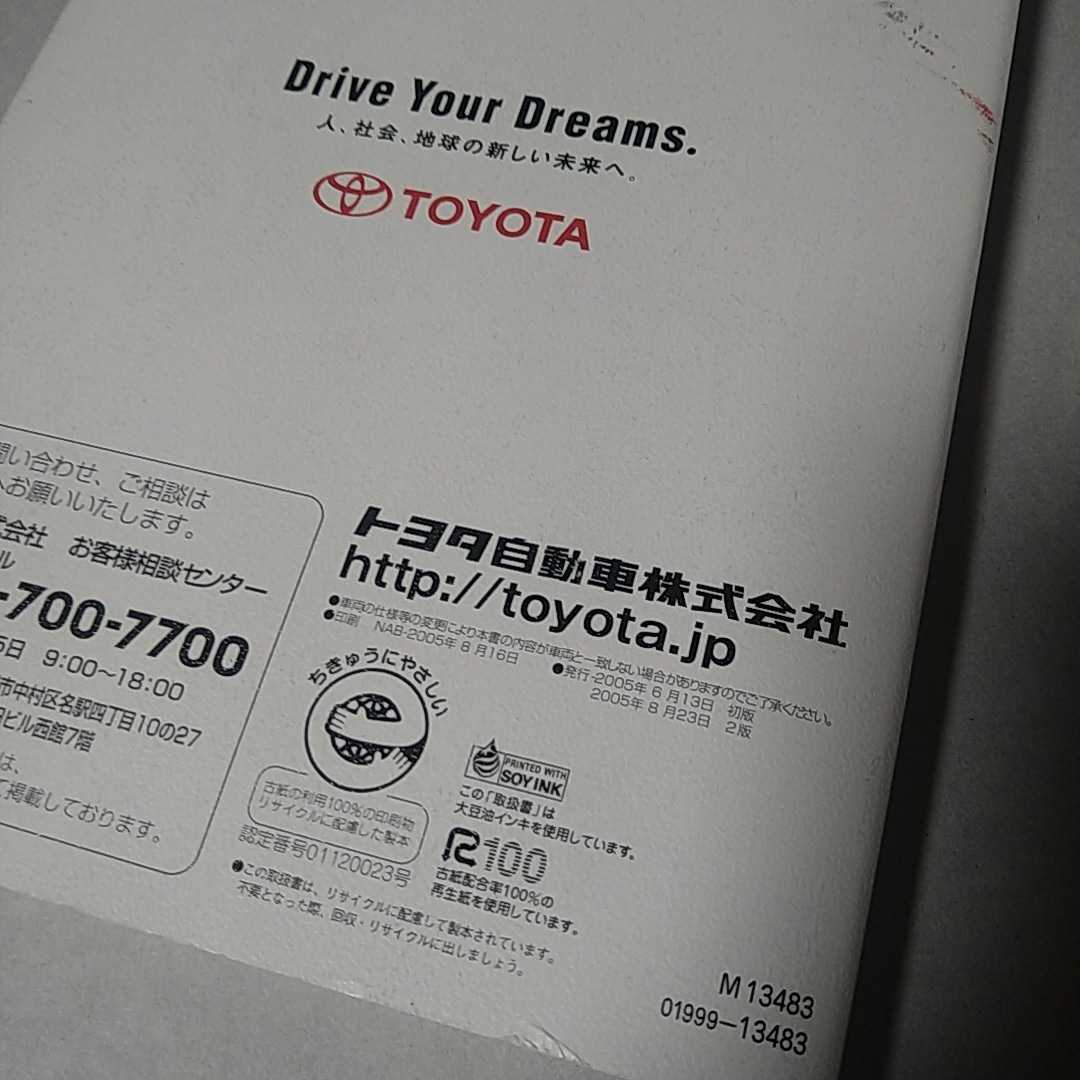 Drive Your Dreams.
人、社会、地球の新しい未来へ。
TOYOTA
問い合わせ、ご相談は
へお願いいたします。
式会社 お客様相談センター
ル
-700-7700
5日 9:00~18:00
市中村区名駅四丁目10の27
ビル西館7階
は、
て掲載しております。
トヨタ自動車株式会社
http://toyota.jp
●車両の仕様等の変更により本書の内容が車両と一致しない場合がありますのでご了承ください。
●印刷 NAB-2005年 8 月16日 ●発行-2005年 6 月13日 初版
2005年 8 月23日 2版
ちきゅうにやさしい
古紙の利用100%の印刷物
リサイクルに配慮した製本
認定番号01120023号
PRINTED WITH
SOY INK
この「取扱書」は
大豆油インキを使用しています。
R100
古紙配合率100%の
再生紙を使用しています。
この取扱書は、リサイクルに配慮して製本されています。
不要となった際、回収・リサイクルに出しましょう。
M 13483
01999-13483